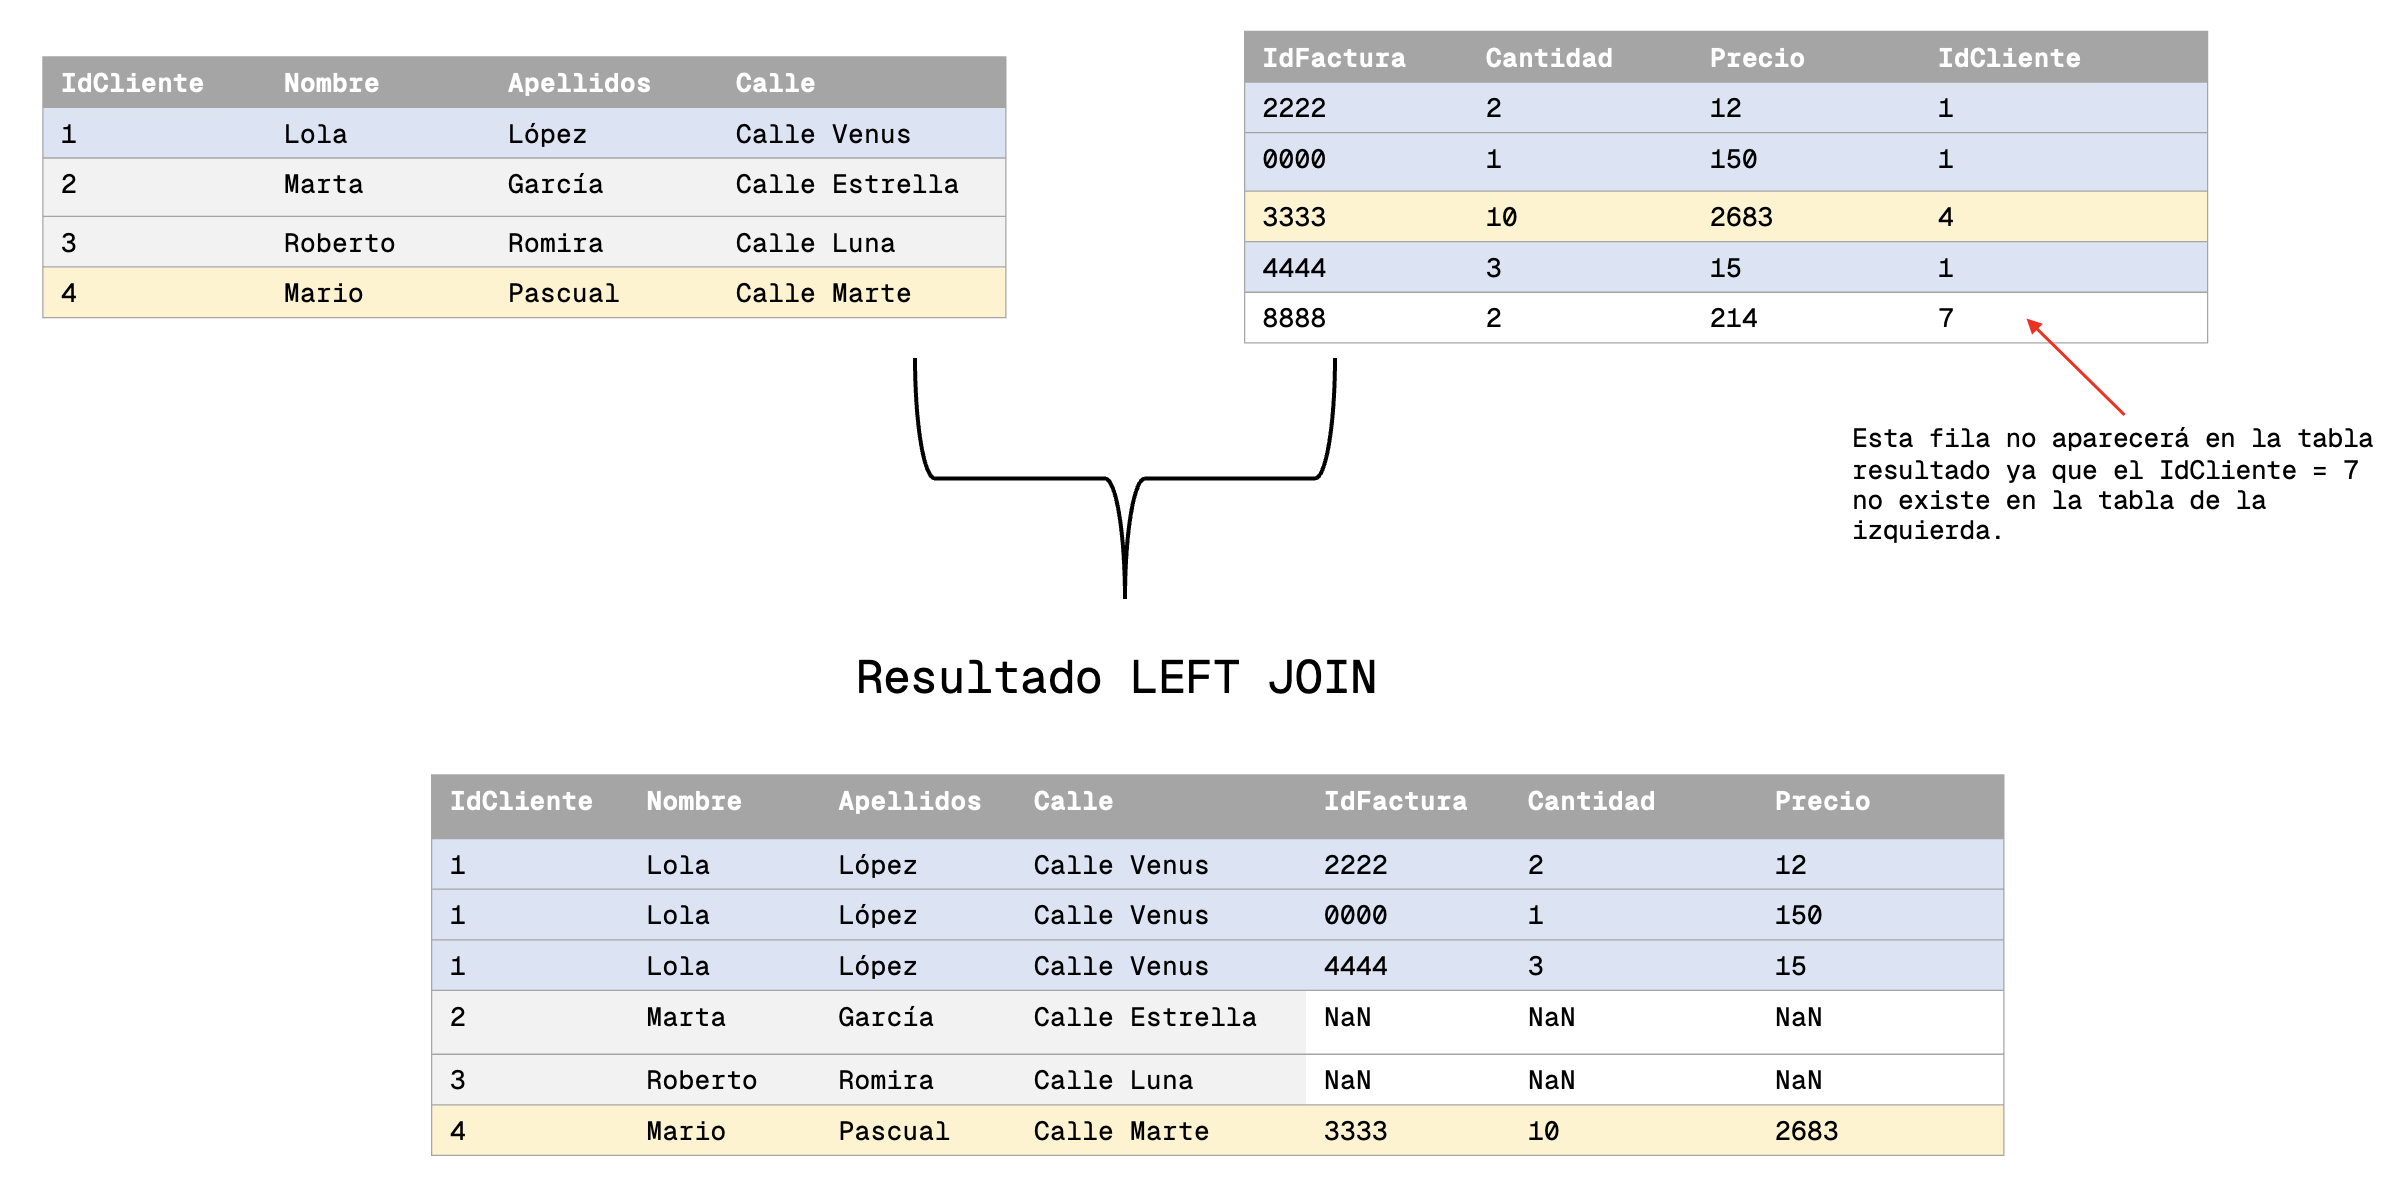 IdCliente Nombre Apellidos Calle
1 Lola López Calle Venus
2 Marta García Calle Estrella
3 Roberto Romira Calle Luna
4 Mario Pascual Calle Marte
IdFactura Cantidad Precio IdCliente
2222 2 12 1
0000 1 150 1
3333 10 2683 4
4444 3 15 1
8888 2 214 7
Esta fila no aparecerá en la tabla
resultado ya que el IdCliente = 7
no existe en la tabla de la
izquierda.
Resultado LEFT JOIN
IdCliente Nombre Apellidos Calle IdFactura Cantidad Precio
1 Lola López Calle Venus 2222 2 12
1 Lola López Calle Venus 0000 1 150
1 Lola López Calle Venus 4444 3 15
2 Marta García Calle Estrella NaN NaN NaN
3 Roberto Romira Calle Luna NaN NaN NaN
4 Mario Pascual Calle Marte 3333 10 2683